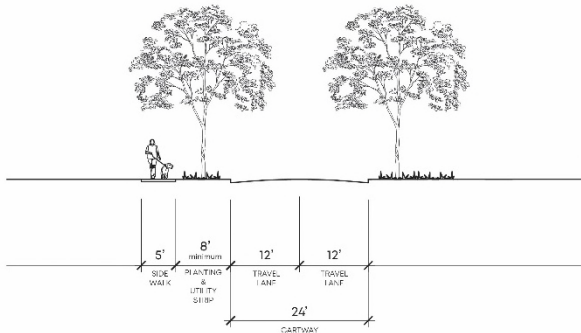 5'
SIDE
WALK
8'
minimum
PLANTING
&
UTILITY
STRIP
12'
TRAVEL
LANE
12'
TRAVEL
LANE
24'
CARTWAY